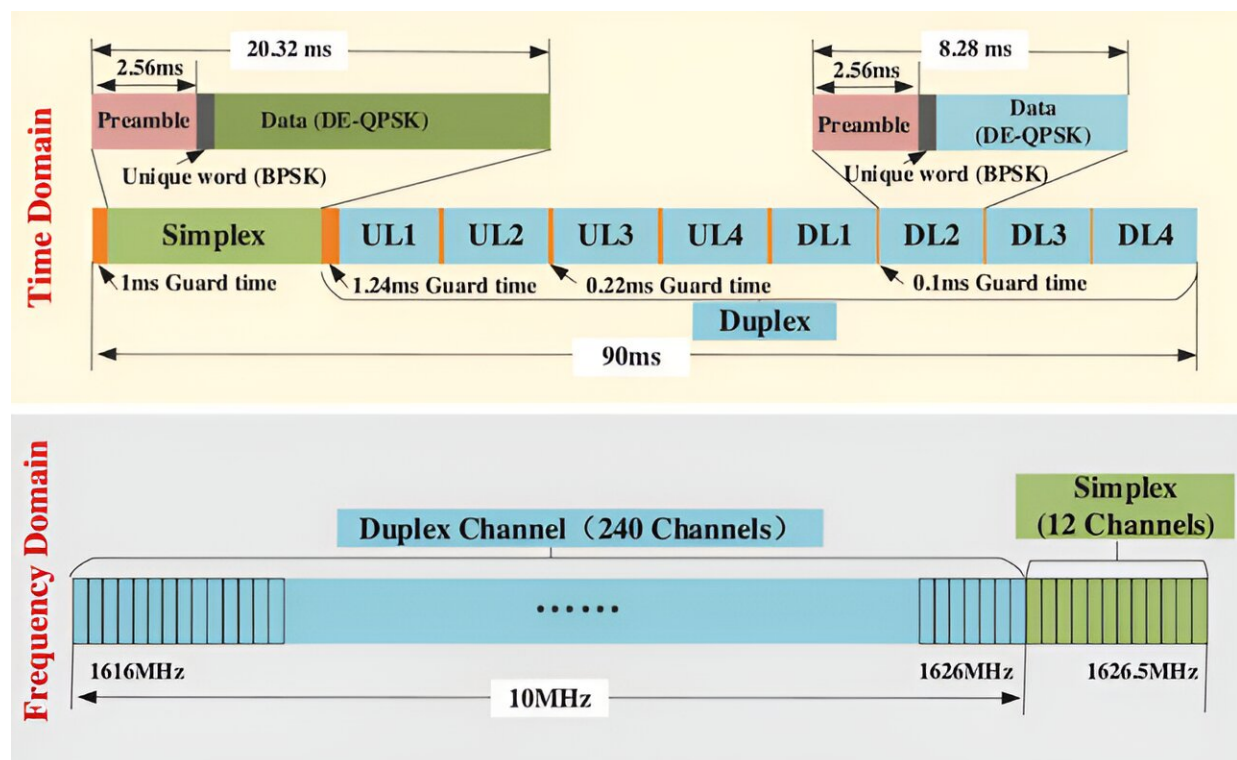 Time Domain
20.32 ms
8.28 ms
2.56ms
2.56ms
Preamble
Data (DE-QPSK)
Preamble
Data
(DE-QPSK)
Unique word (BPSK)
Unique word (BPSK)
Simplex
UL1
UL2
UL3
UL4
DL1
DL2
DL3
DL4
1ms Guard time
1.24ms Guard time
0.22ms Guard time
0.1ms Guard time
Duplex
90ms
Frequency Domain
Simplex
(12 Channels)
Duplex Channel（240 Channels）
······
1616MHz
1626MHz
1626.5MHz
10MHz